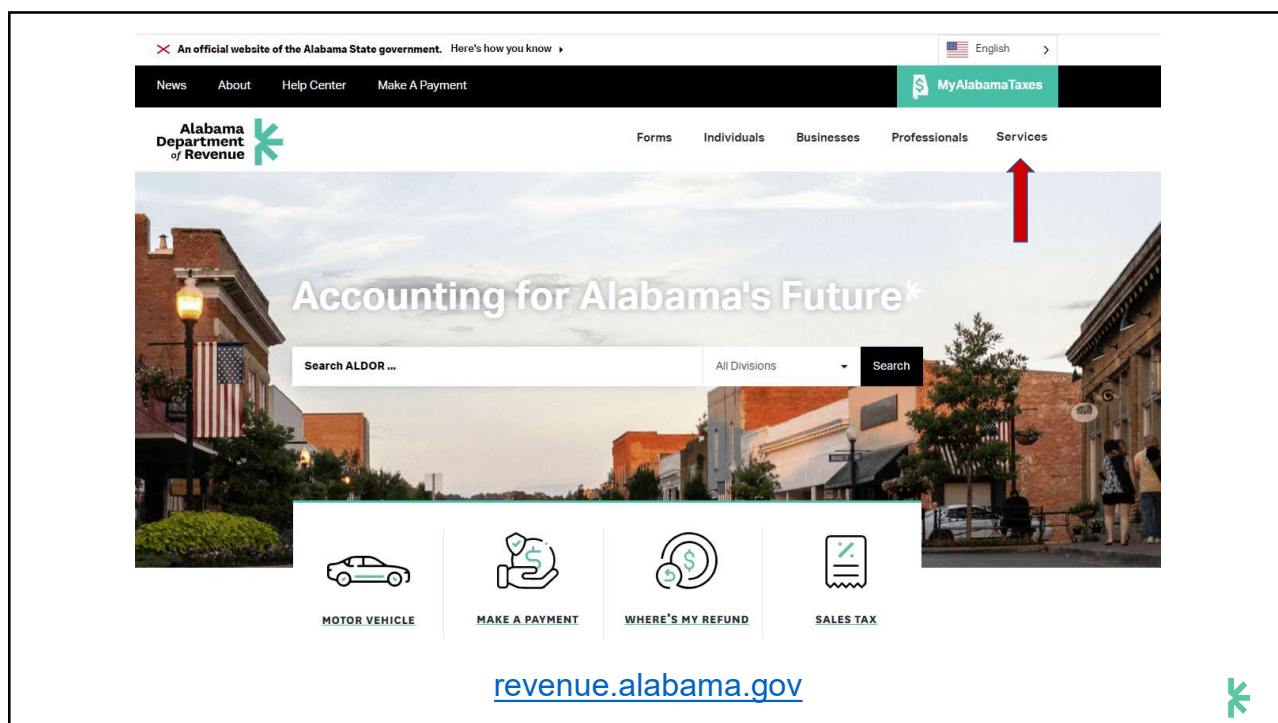 An official website of the Alabama State government. Here's how you know
English
News About Help Center Make A Payment
MyAlabamaTaxes
Alabama
Department
of Revenue
Forms Individuals Businesses Professionals Services
Accounting for Alabama's Future
Search ALDOR ... All Divisions Search
MOTOR VEHICLE MAKE A PAYMENT WHERE'S MY REFUND SALES TAX
revenue.alabama.gov